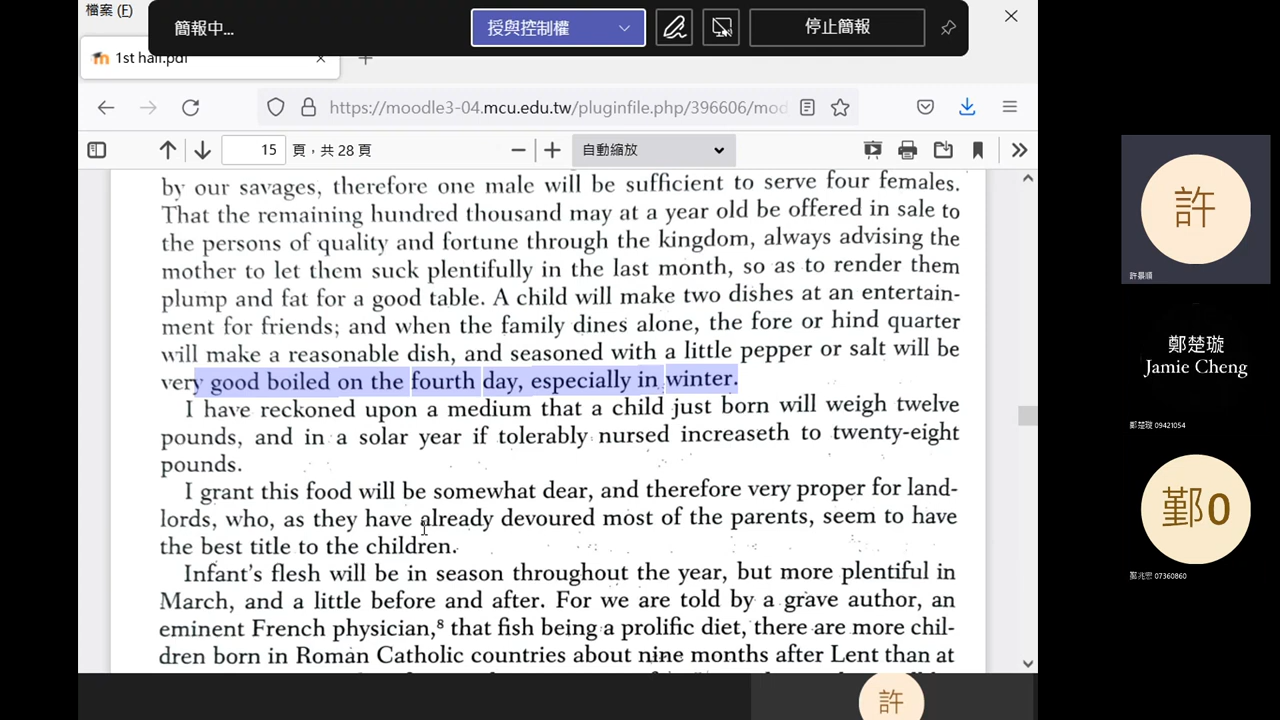 檔案 (F)
簡報中...
授與控制權
停止簡報
1st half.pdf
https://moodle3-04.mcu.edu.tw/pluginfile.php/396606/mod
15 頁，共 28 頁
自動縮放
by our savages, therefore one male will be sufficient to serve four females.
That the remaining hundred thousand may at a year old be offered in sale to
the persons of quality and fortune through the kingdom, always advising the
mother to let them suck plentifully in the last month, so as to render them
plump and fat for a good table. A child will make two dishes at an entertain-
ment for friends; and when the family dines alone, the fore or hind quarter
will make a reasonable dish, and seasoned with a little pepper or salt will be
very good boiled on the fourth day, especially in winter.
I have reckoned upon a medium that a child just born will weigh twelve
pounds, and in a solar year if tolerably nursed increaseth to twenty-eight
pounds.
I grant this food will be somewhat dear, and therefore very proper for land-
lords, who, as they have already devoured most of the parents, seem to have
the best title to the children.
Infant's flesh will be in season throughout the year, but more plentiful in
March, and a little before and after. For we are told by a grave author, an
eminent French physician,⁸ that fish being a prolific diet, there are more chil-
dren born in Roman Catholic countries about nine months after Lent than at
許
鄭楚璇
Jamie Cheng
鄭楚璇 09421054
鄞0
鄞兆宏 07360860
許